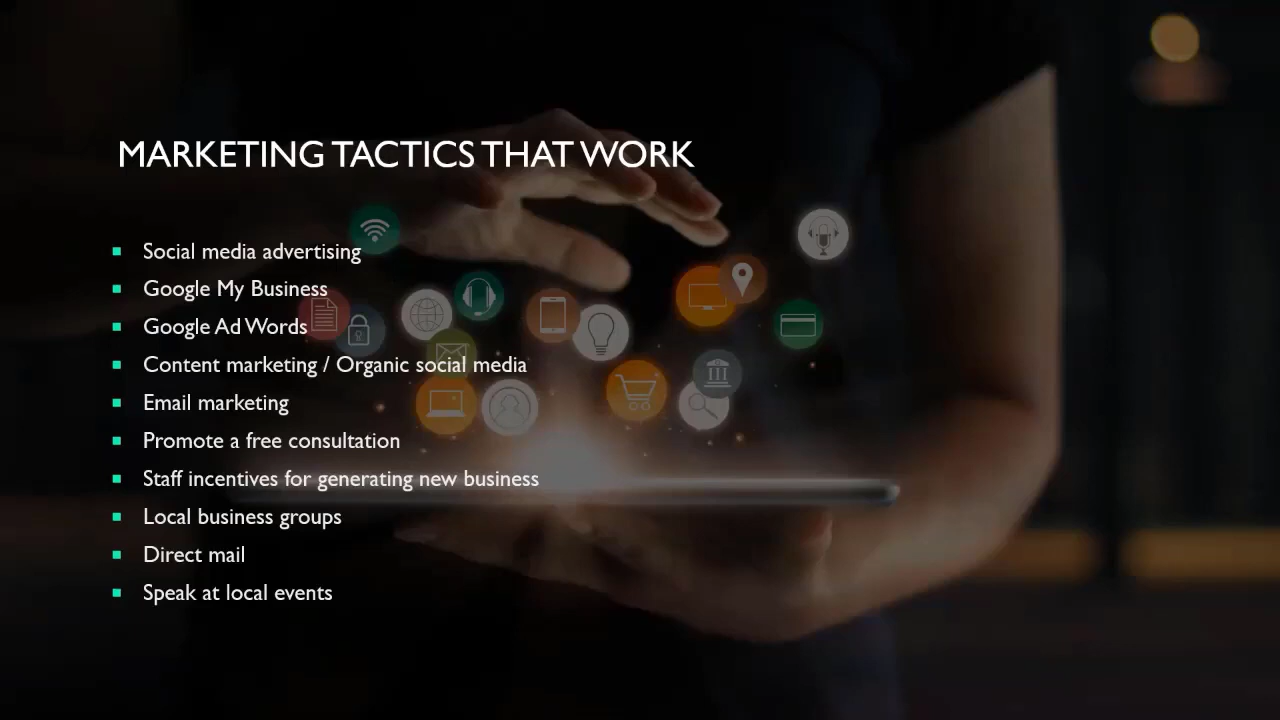 MARKETING TACTICS THAT WORK
Social media advertising
Google My Business
Google Ad Words
Content marketing / Organic social media
Email marketing
Promote a free consultation
Staff incentives for generating new business
Local business groups
Direct mail
Speak at local events